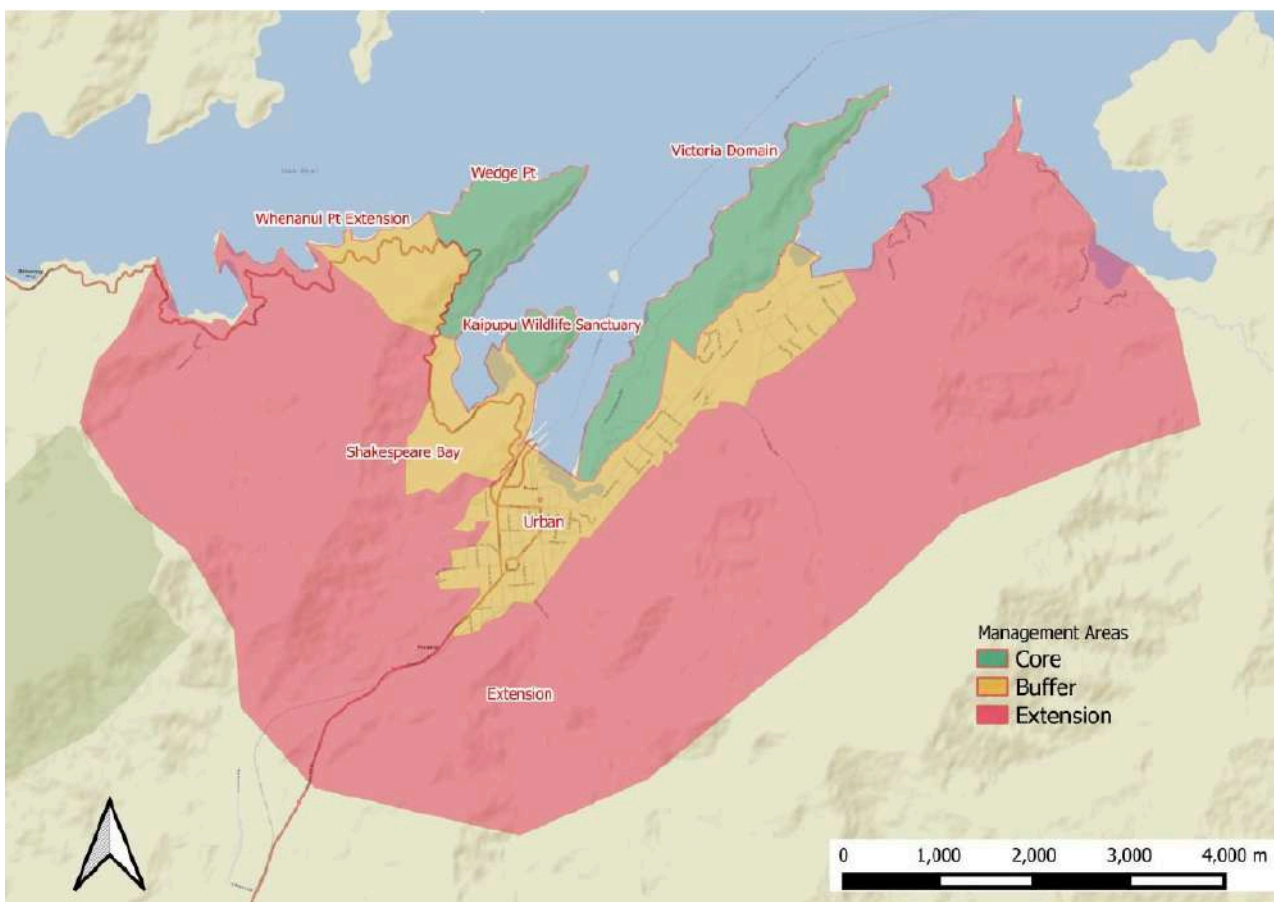 Victoria Domain
Wedge Pt
Whenanui Pt Extension
Kaipupu Wildlife Sanctuary
Shakespeare Bay
Urban
Extension
Management Areas
Core
Buffer
Extension
0 1,000 2,000 3,000 4,000 m